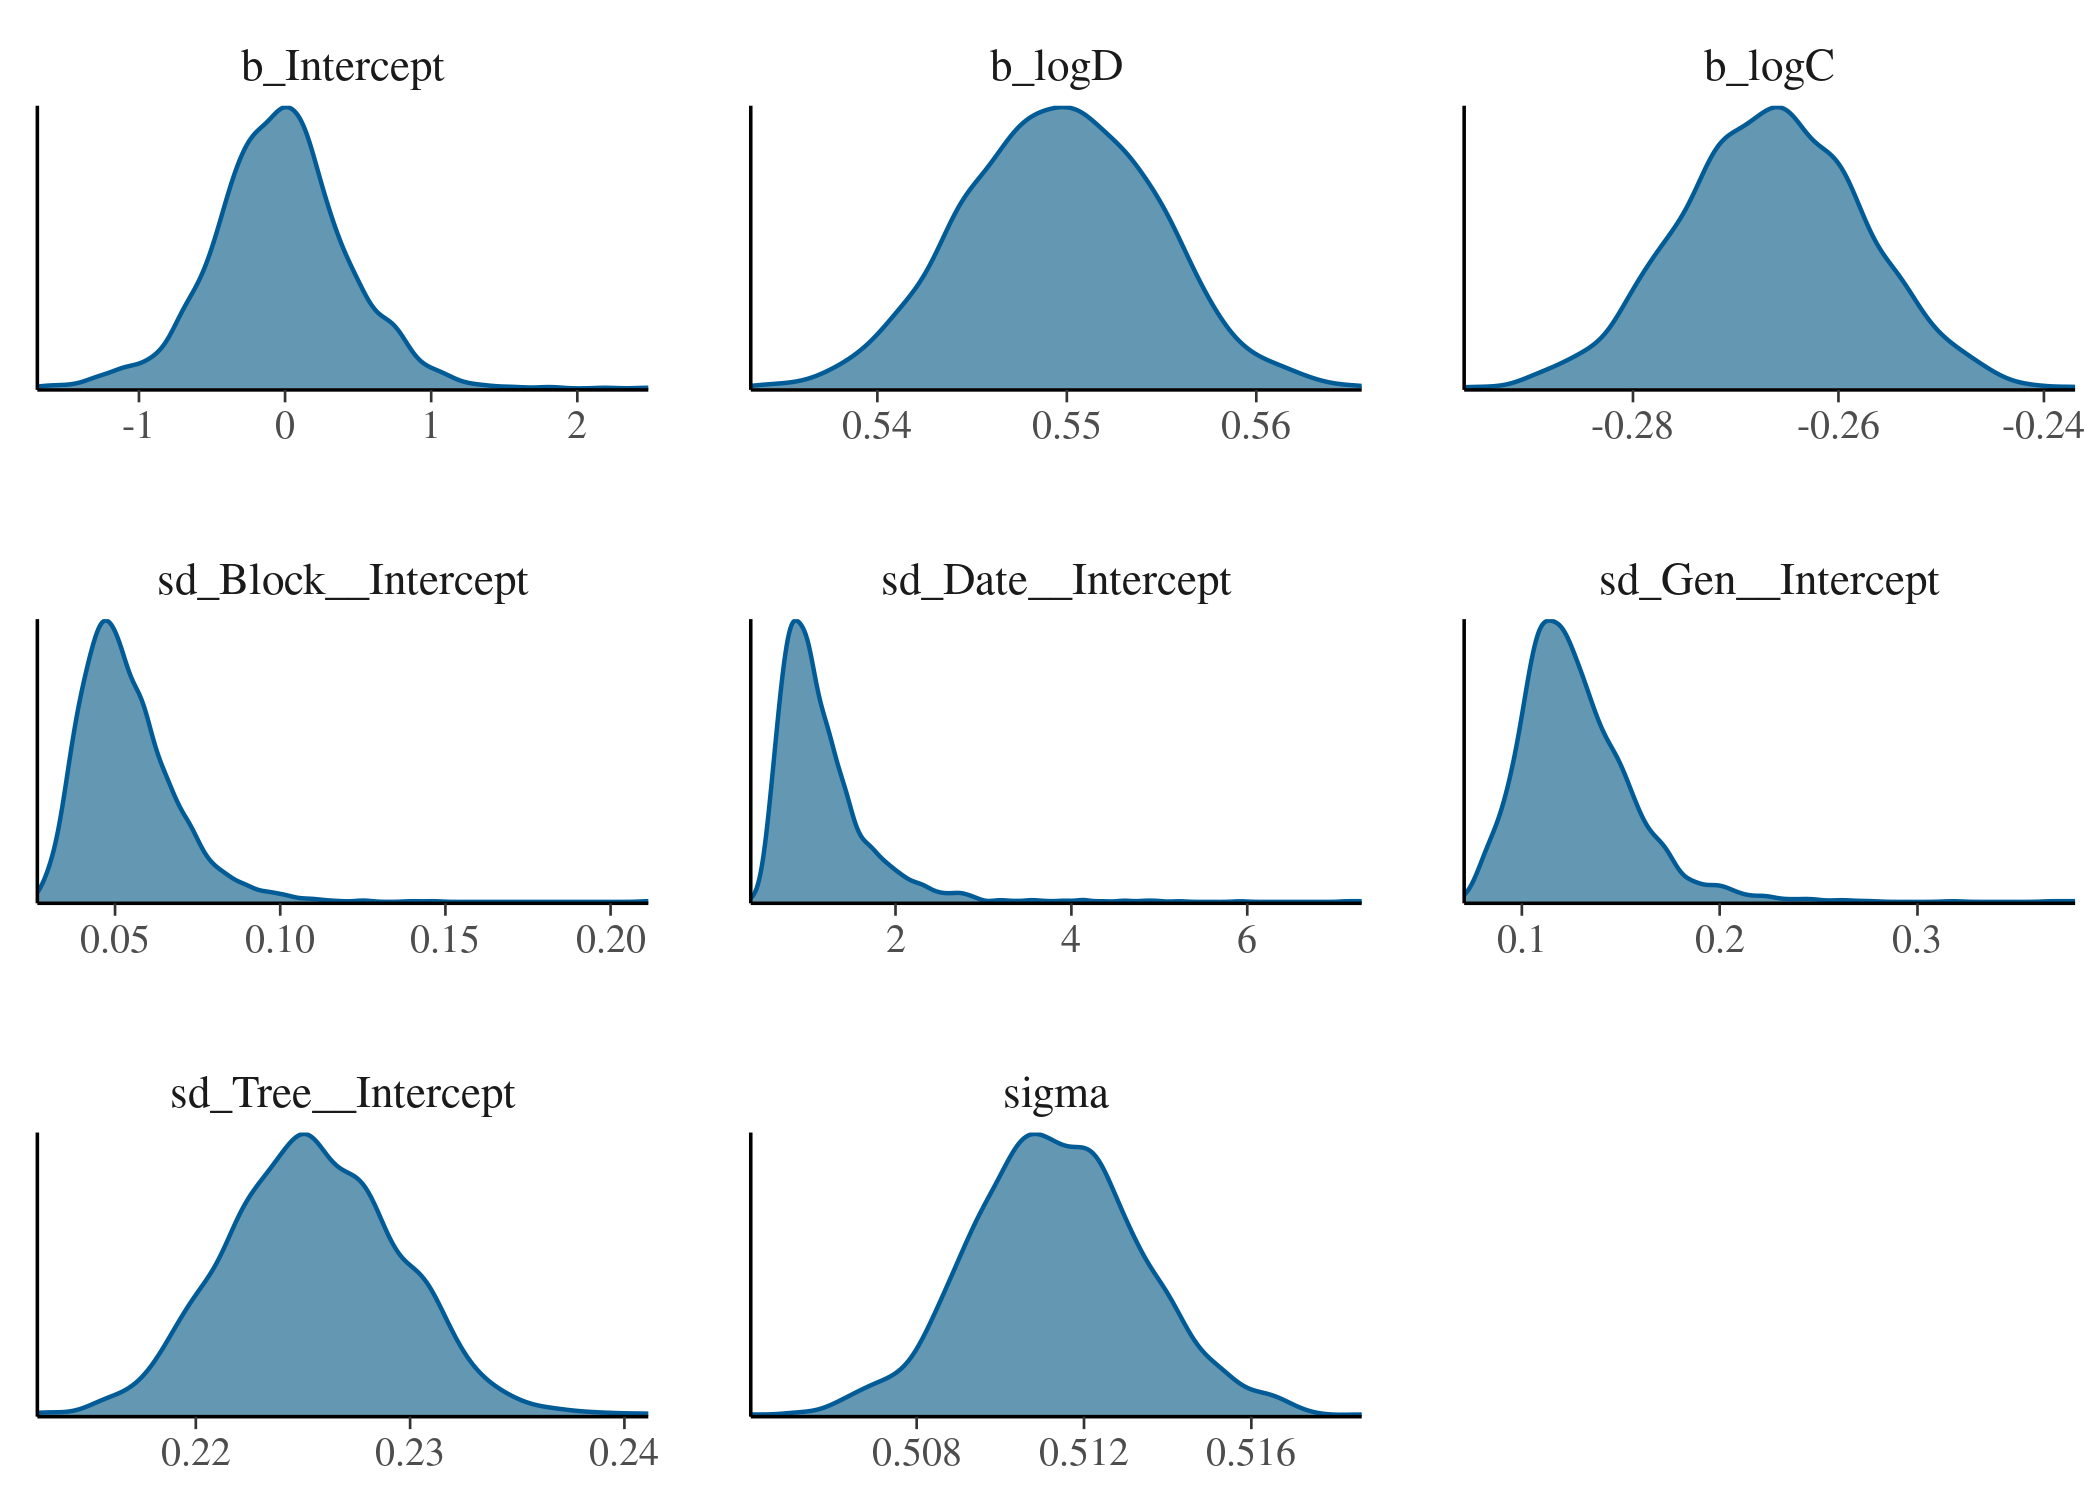 b_Intercept b_logD b_logC
-1 0 1 2 0.54 0.55 0.56 -0.28 -0.26 -0.24
sd_Block__Intercept sd_Date__Intercept sd_Gen__Intercept
0.05 0.10 0.15 0.20 2 4 6 0.1 0.2 0.3
sd_Tree__Intercept sigma
0.22 0.23 0.24 0.508 0.512 0.516